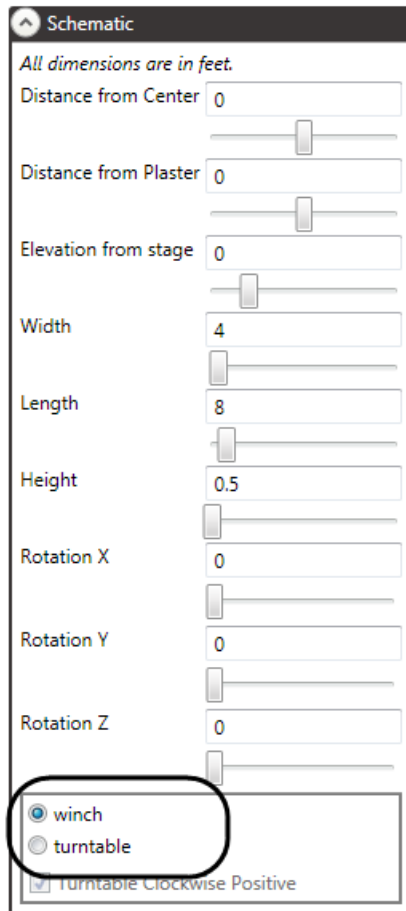 Schematic
All dimensions are in feet.
Distance from Center 0
Distance from Plaster 0
Elevation from stage 0
Width 4
Length 8
Height 0.5
Rotation X 0
Rotation Y 0
Rotation Z 0
winch
turntable
Turntable Clockwise Positive